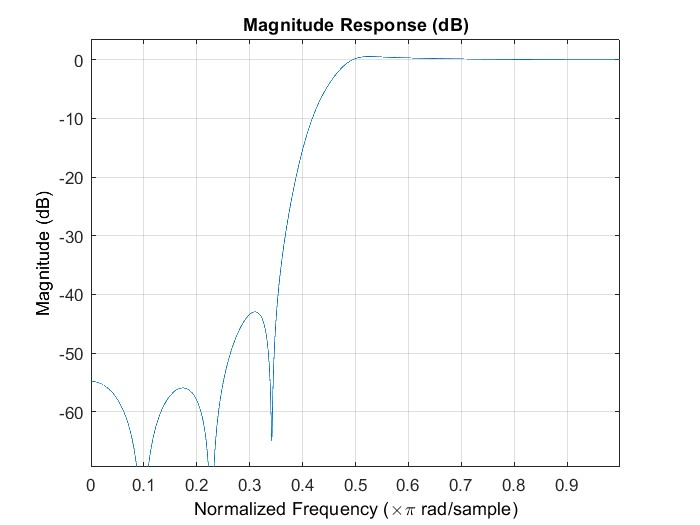 Magnitude Response (dB)
Magnitude (dB)
0
-10
-20
-30
-40
-50
-60
0 0.1 0.2 0.3 0.4 0.5 0.6 0.7 0.8 0.9
Normalized Frequency (×π rad/sample)